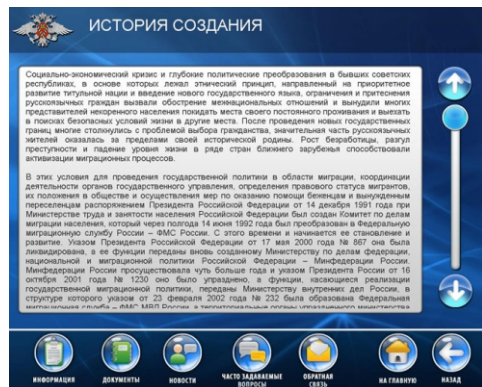 ИСТОРИЯ СОЗДАНИЯ
Социально-экономический кризис и глубокие политические преобразования в бывших советских
республиках, в основе которых лежал этнический принцип, направленный на приоритетное
развитие титульной нации и введение нового государственного языка, ограничения и притеснения
русскоязычных граждан вызвали обострение межнациональных отношений и вынудили многих
представителей некоренного населения покидать места своего постоянного проживания и выехать
в поисках безопасных условий жизни в другие места. После проведения новых государственных
границ многие столкнулись с проблемой выбора гражданства, значительная часть русскоязычных
жителей оказалась за пределами своей исторической родины. Рост безработицы, разгул
преступности и падение уровня жизни в ряде стран ближнего зарубежья способствовали
активизации миграционных процессов.
В этих условия для проведения государственной политики в области миграции, координации
деятельности органов государственного управления, определения правового статуса мигрантов,
их положения в обществе и осуществления мер по оказанию помощи беженцам и вынужденным
переселенцам распоряжением Президента Российской Федерации от 14 декабря 1991 года при
Министерстве труда и занятости населения Российской Федерации был создан Комитет по делам
миграции населения, который через полгода 14 июня 1992 года был преобразован в Федеральную
миграционную службу России – ФМС России. С этого времени и начинается ее становление и
развитие. Указом Президента Российской Федерации от 17 мая 2000 года № 867 она была
ликвидирована, а ее функции переданы вновь созданному Министерству по делам федерации,
национальной и миграционной политики Российской Федерации – Минфедерации России.
Минфедерации России просуществовала чуть больше года и указом Президента России от 16
октября 2001 года № 1230 оно было упразднено, а функции, касающиеся реализации
государственной миграционной политики, переданы Министерству внутренних дел России, в
структуре которого указом от 23 февраля 2002 года № 232 была образована Федеральная
миграционная служба – ФМС МВД России, а территориальные органы упраздненного министерства
ИНФОРМАЦИЯ
ДОКУМЕНТЫ
НОВОСТИ
ЧАСТО ЗАДАВАЕМЫЕ
ВОПРОСЫ
ОБРАТНАЯ
СВЯЗЬ
НА ГЛАВНУЮ
НАЗАД